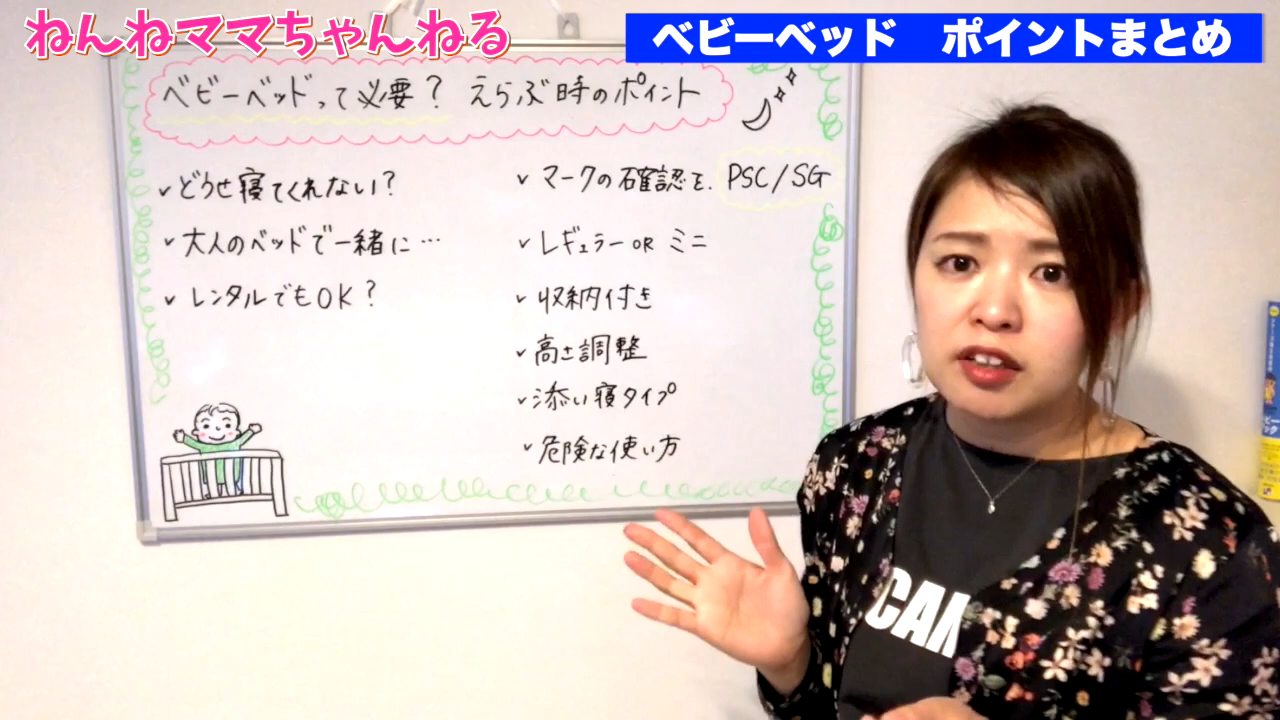 ねんねママちゃんねる
ベビーベッド ポイントまとめ
ベビーベッドって必要? えらぶ時のポイント
✓どうせ寝てくれない?
✓大人のベッドで一緒に…
✓レンタルでもOK?
✓マークの確認を. PSC/SG
✓レギュラーOR ミニ
✓収納付き
✓高さ調整
✓添い寝タイプ
✓危険な使い方
CAM